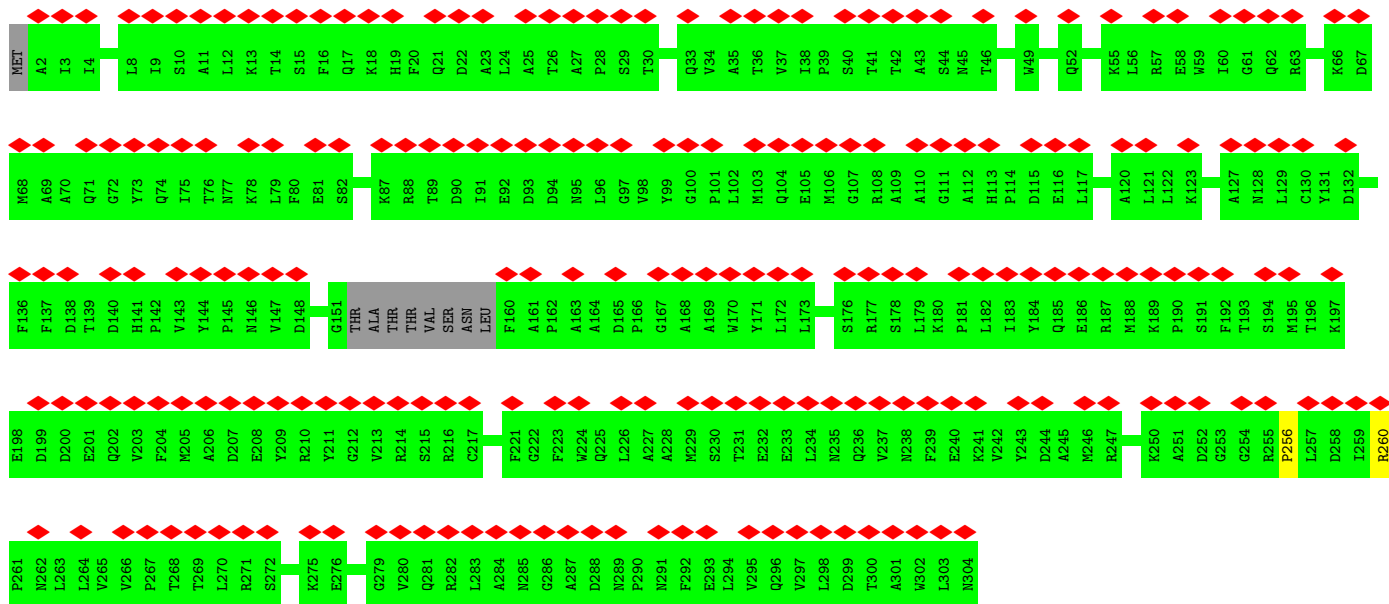 MET A2 I3 I4 L8 I9 S10 A11 L12 K13 T14 S15 F16 Q17 K18 H19 F20 Q21 D22 A23 L24 A25 T26 A27 P28 S29 T30 Q33 V34 A35 T36 V37 I38 P39 S40 T41 T42 A43 S44 N45 T46 W49 Q52 K55 L56 R57 E58 W59 I60 G61 Q62 R63 K66 D67
M68 A69 A70 Q71 G72 Y73 Q74 I75 T76 N77 K78 L79 F80 E81 S82 K87 R88 T89 D90 I91 E92 D93 D94 N95 L96 G97 V98 Y99 G100 P101 L102 M103 Q104 E105 M106 G107 R108 A109 A110 G111 A112 H113 P114 D115 E116 L117 A120 L121 L122 K123 A127 N128 L129 C130 Y131 D132
F136 F137 D138 T139 D140 H141 P142 V143 Y144 P145 N146 V147 D148 G151 THR ALA THR THR VAL SER ASN LEU F160 A161 P162 A163 A164 D165 P166 G167 A168 A169 W170 Y171 L172 L173 S176 R177 S178 L179 K180 P181 L182 I183 Y184 Q185 E186 R187 M188 K189 P190 S191 F192 T193 S194 M195 T196 K197
E198 D199 D200 E201 Q202 V203 F204 M205 A206 D207 E208 Y209 R210 Y211 G212 V213 R214 S215 R216 C217 F221 G222 F223 W224 Q225 L226 A227 A228 M229 S230 T231 E232 E233 L234 N235 Q236 V237 N238 F239 E240 K241 V242 Y243 D244 A245 M246 R247 K250 A251 D252 G253 G254 R255 P256 L257 D258 I259 R260
P261 N262 L263 L264 V265 V266 P267 T268 T269 L270 R271 S272 K275 E276 G279 V280 Q281 R282 L283 A284 N285 G286 A287 D288 N289 P290 N291 F292 E293 L294 V295 Q296 V297 L298 D299 T300 A301 W302 L303 N304